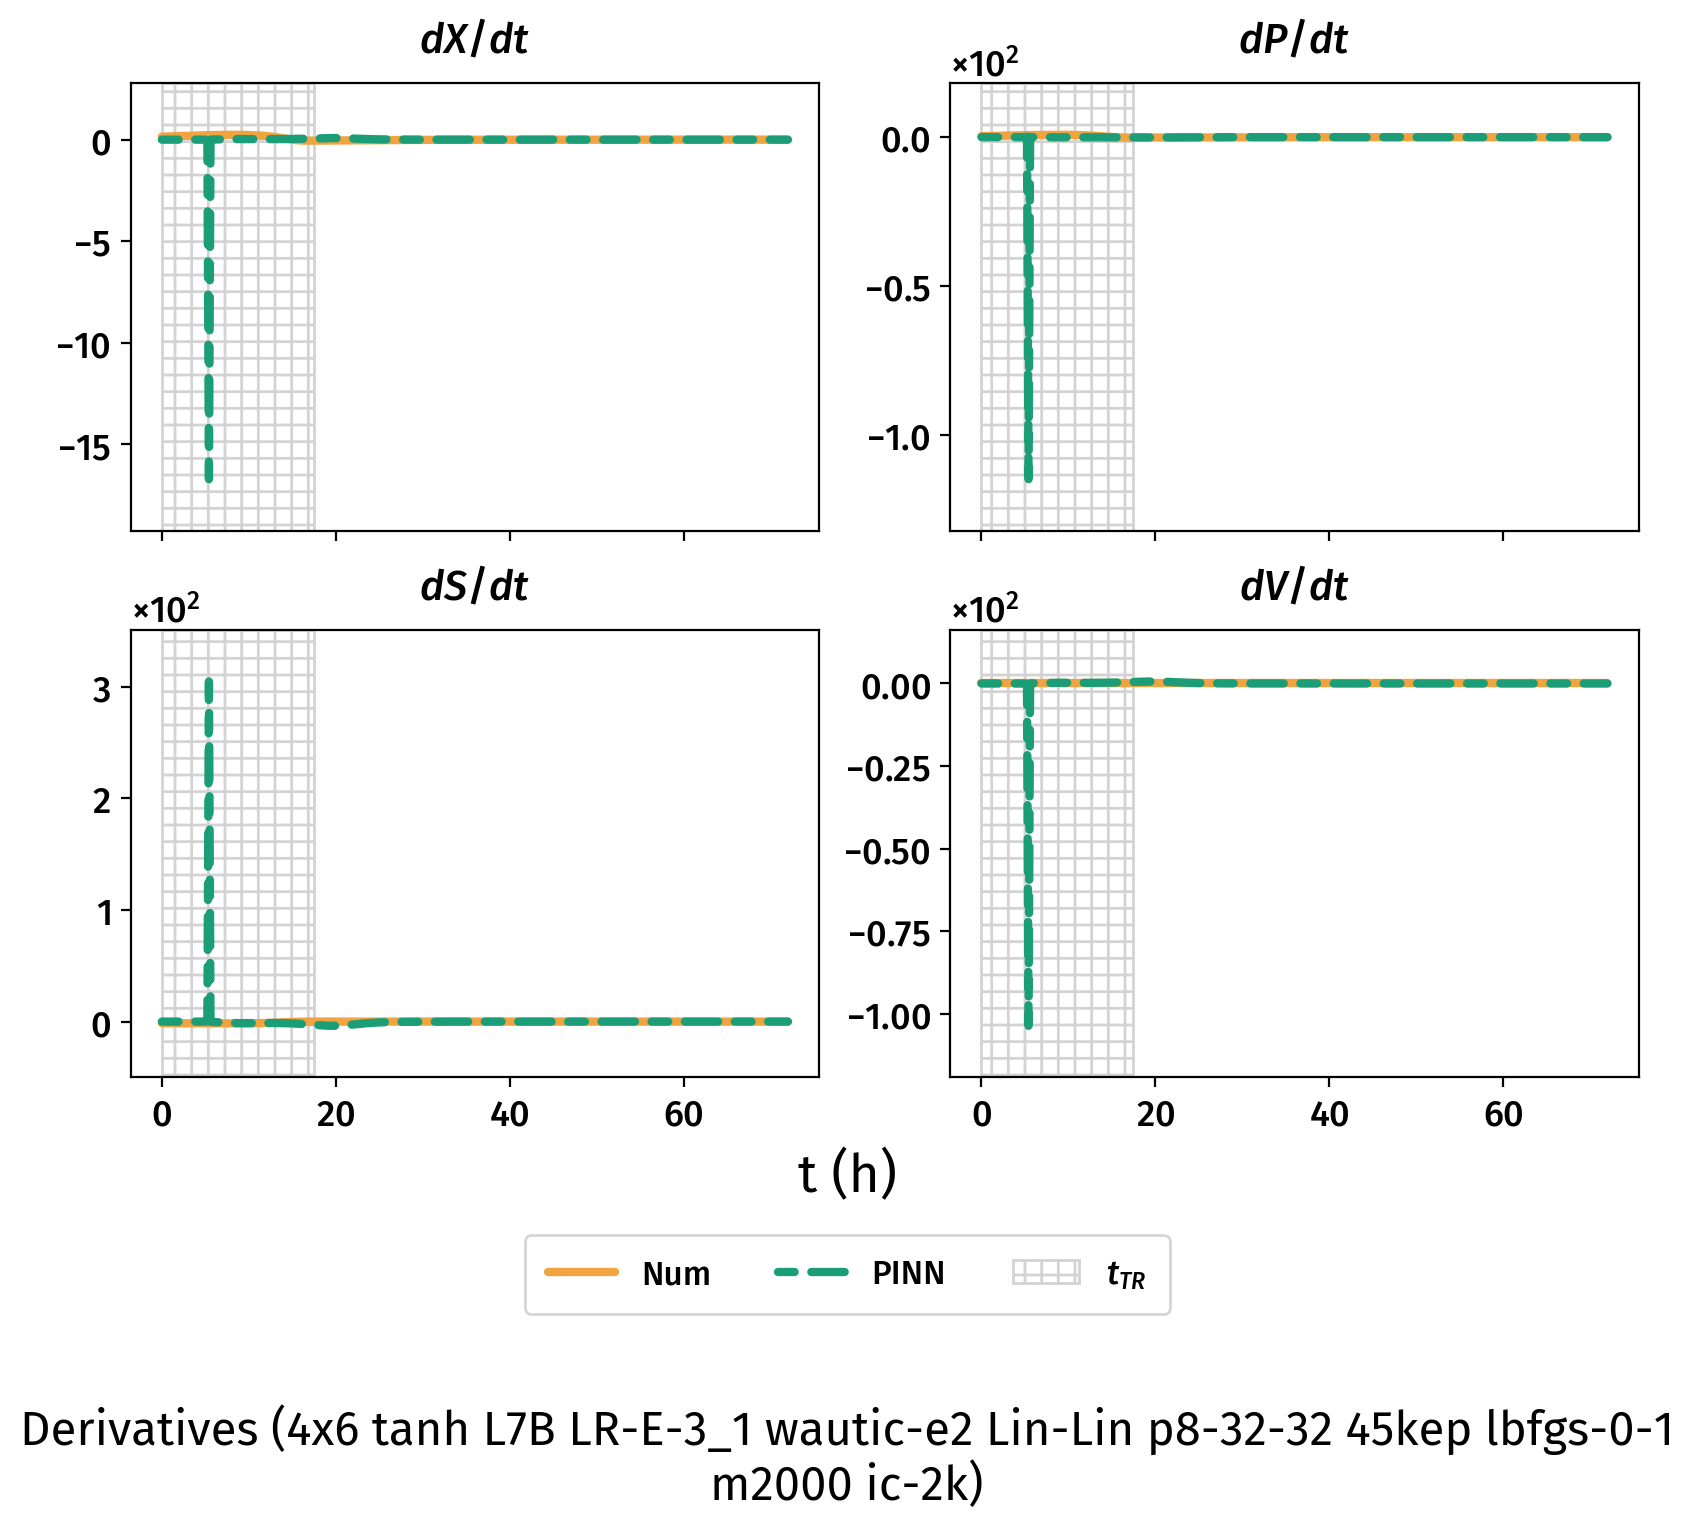 dX/dt
0
−5
−10
−15
dP/dt
×10²
0.0
−0.5
−1.0
dS/dt
×10²
3
2
1
0
0 20 40 60
dV/dt
×10²
0.00
−0.25
−0.50
−0.75
−1.00
0 20 40 60
t (h)
Num PINN tTR
Derivatives (4x6 tanh L7B LR-E-3_1 wautic-e2 Lin-Lin p8-32-32 45kep lbfgs-0-1
m2000 ic-2k)